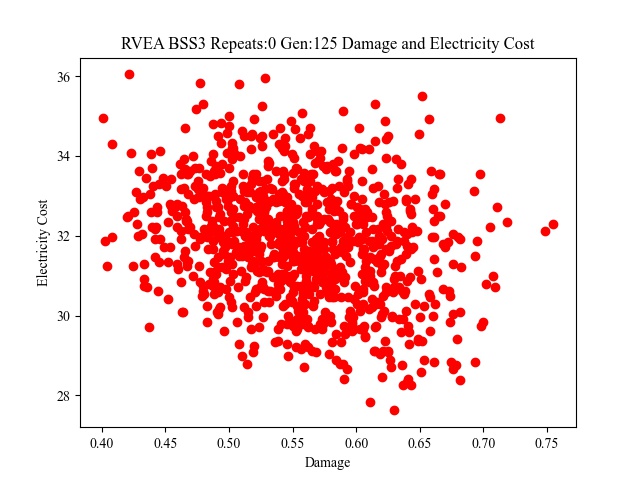 RVEA BSS3 Repeats:0 Gen:125 Damage and Electricity Cost
36
34
32
30
28
Electricity Cost
0.40 0.45 0.50 0.55 0.60 0.65 0.70 0.75
Damage